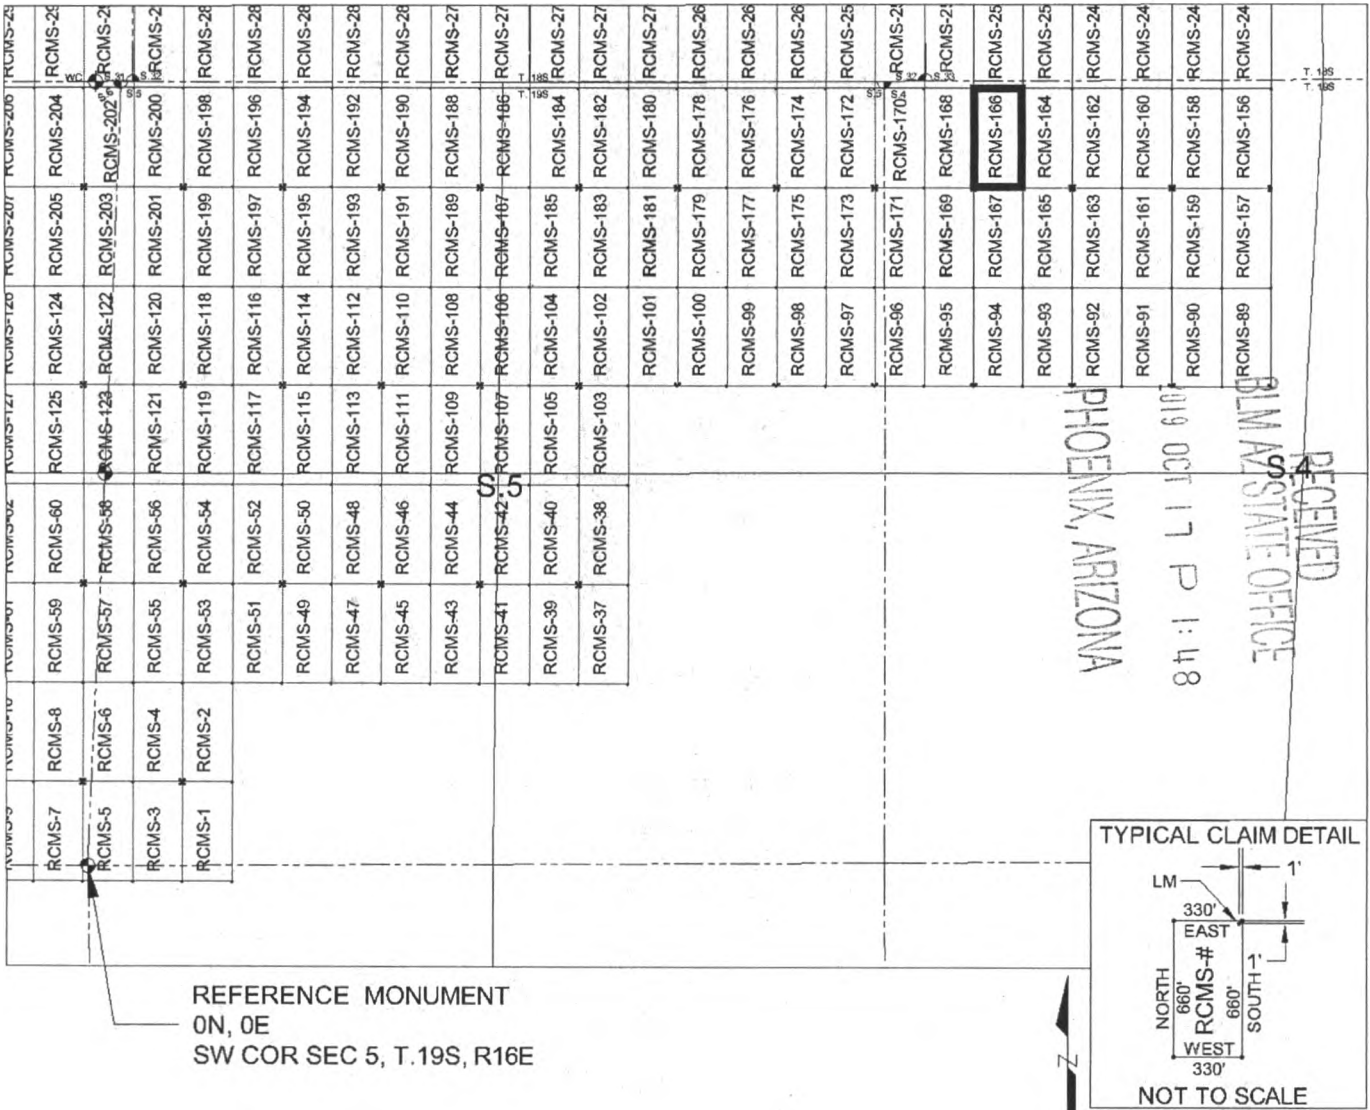 RCMS-204 RCMS-202 RCMS-200 RCMS-198 RCMS-196 RCMS-194 RCMS-192 RCMS-190 RCMS-188 RCMS-186 RCMS-184 RCMS-182 RCMS-180 RCMS-178 RCMS-176 RCMS-174 RCMS-172 RCMS-170 RCMS-168 RCMS-166 RCMS-164 RCMS-162 RCMS-160 RCMS-158 RCMS-156
WC S.31 S.32
S.5
T. 18S
T. 19S
S.32 S.33
S.5 S.4
T. 18S
T. 19S
RCMS-205 RCMS-203 RCMS-201 RCMS-199 RCMS-197 RCMS-195 RCMS-193 RCMS-191 RCMS-189 RCMS-187 RCMS-185 RCMS-183 RCMS-181 RCMS-179 RCMS-177 RCMS-175 RCMS-173 RCMS-171 RCMS-169 RCMS-167 RCMS-165 RCMS-163 RCMS-161 RCMS-159 RCMS-157
RCMS-124 RCMS-122 RCMS-120 RCMS-118 RCMS-116 RCMS-114 RCMS-112 RCMS-110 RCMS-108 RCMS-106 RCMS-104 RCMS-102 RCMS-101 RCMS-100 RCMS-99 RCMS-98 RCMS-97 RCMS-96 RCMS-95 RCMS-94 RCMS-93 RCMS-92 RCMS-91 RCMS-90 RCMS-89
RCMS-125 RCMS-123 RCMS-121 RCMS-119 RCMS-117 RCMS-115 RCMS-113 RCMS-111 RCMS-109 RCMS-107 RCMS-105 RCMS-103
S.5
S.4
RCMS-60 RCMS-58 RCMS-56 RCMS-54 RCMS-52 RCMS-50 RCMS-48 RCMS-46 RCMS-44 RCMS-42 RCMS-40 RCMS-38
RCMS-59 RCMS-57 RCMS-55 RCMS-53 RCMS-51 RCMS-49 RCMS-47 RCMS-45 RCMS-43 RCMS-41 RCMS-39 RCMS-37
RCMS-8 RCMS-6 RCMS-4 RCMS-2
RCMS-7 RCMS-5 RCMS-3 RCMS-1
RECEIVED
BLM AZ STATE OFFICE
2019 OCT 17 P 1:48
PHOENIX, ARIZONA
REFERENCE MONUMENT
0N, 0E
SW COR SEC 5, T.19S, R16E
N
TYPICAL CLAIM DETAIL
1'
LM
330'
EAST
1'
NORTH
660'
RCMS-#
660'
SOUTH
WEST
330'
NOT TO SCALE